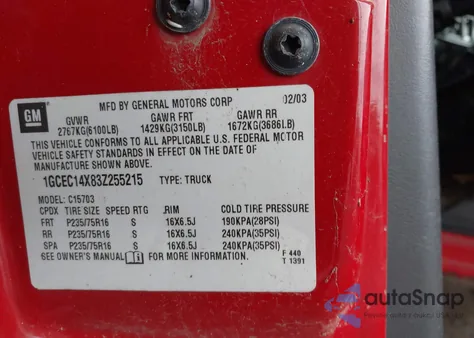 MFD BY GENERAL MOTORS CORP 02/03
GM
GVWR GAWR FRT GAWR RR
2767KG(6100LB) 1429KG(3150LB) 1672KG(3686LB)
THIS VEHICLE CONFORMS TO ALL APPLICABLE U.S. FEDERAL MOTOR
VEHICLE SAFETY STANDARDS IN EFFECT ON THE DATE OF
MANUFACTURE SHOWN ABOVE.
1GCEC14X83Z255215 TYPE: TRUCK
MODEL: C15703
CPDX TIRE SIZE SPEED RTG RIM COLD TIRE PRESSURE
FRT P235/75R16 S 16X6.5J 190KPA(28PSI)
RR P235/75R16 S 16X6.5J 240KPA(35PSI)
SPA P235/75R16 S 16X6.5J 240KPA(35PSI)
SEE OWNER'S MANUAL FOR MORE INFORMATION.
F 440
T 1391
autoSnap